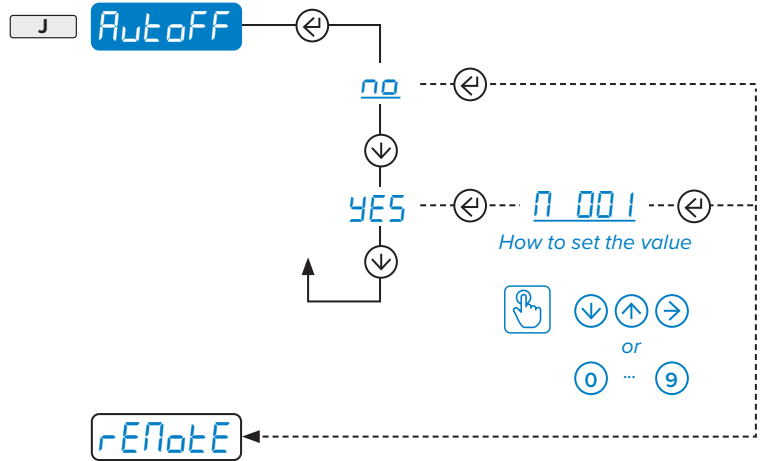 J AutoFF
no
YES M 001
How to set the value
or
0 ... 9
rEMotE